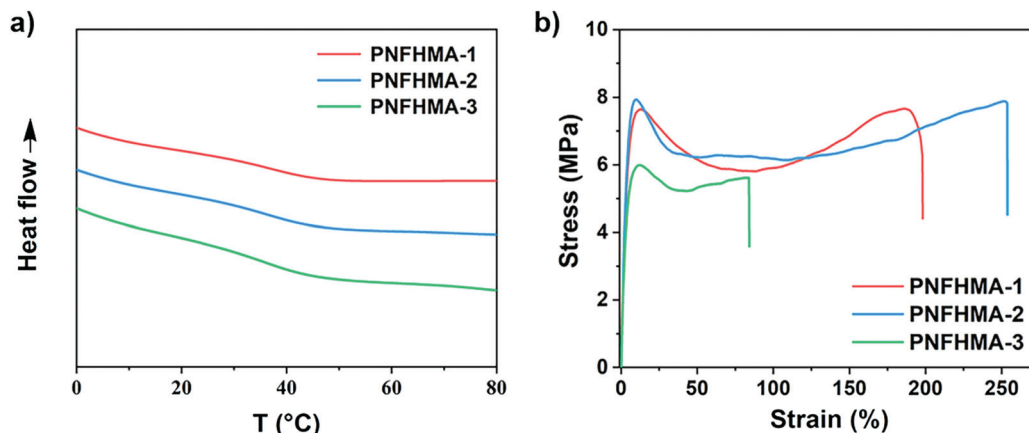 a)
PNFHMA-1
PNFHMA-2
PNFHMA-3
Heat flow →
0 20 40 60 80
T (°C)
b)
10
8
6
4
2
0
Stress (MPa)
PNFHMA-1
PNFHMA-2
PNFHMA-3
0 50 100 150 200 250
Strain (%)